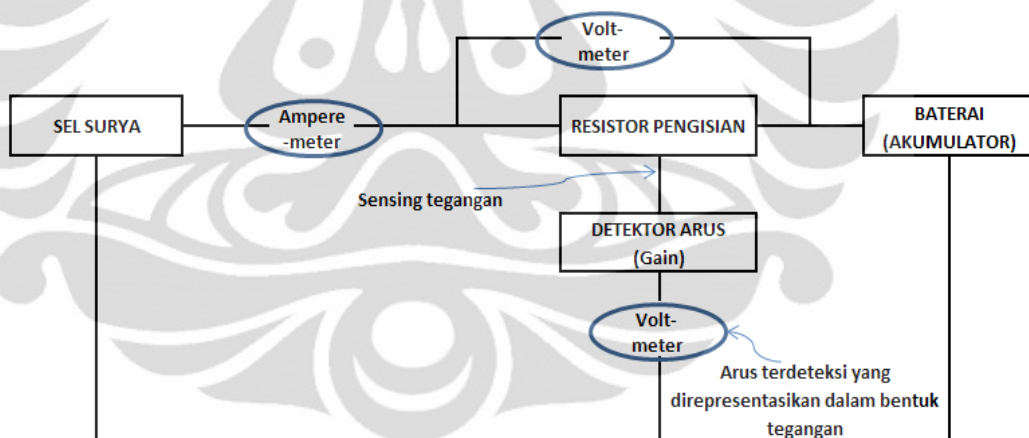 Volt-
meter
SEL SURYA
Ampere
-meter
RESISTOR PENGISIAN
BATERAI
(AKUMULATOR)
Sensing tegangan
DETEKTOR ARUS
(Gain)
Volt-
meter
Arus terdeteksi yang
direpresentasikan dalam bentuk
tegangan